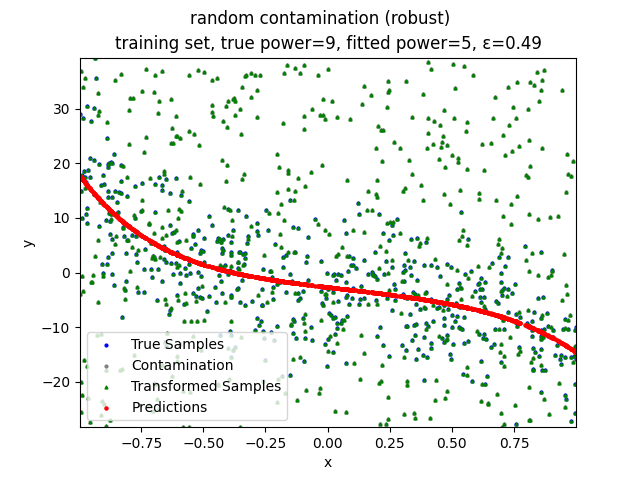 random contamination (robust)
training set, true power=9, fitted power=5, ε=0.49
30
20
10
0
−10
−20
y
True Samples
Contamination
Transformed Samples
Predictions
−0.75 −0.50 −0.25 0.00 0.25 0.50 0.75
x